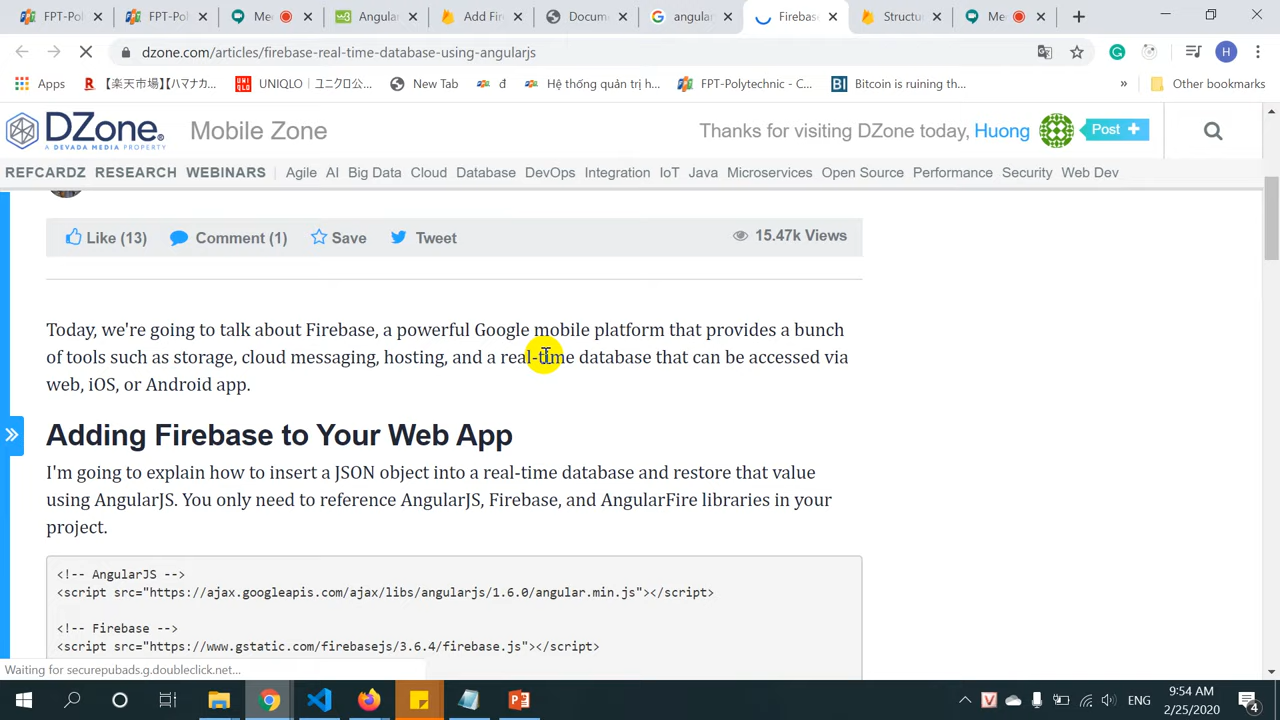 FPT-Pol
FPT-Pol
Mee
Angular
Add Fire
Docume
angular
Firebase
Structu
Me
dzone.com/articles/firebase-real-time-database-using-angularjs
H
Apps
【楽天市場】[ハマナカ...
UNIQLO｜ユニクロ公...
New Tab
đ
Hệ thống quản trị h...
FPT-Polytechnic - C...
BI
Bitcoin is ruining th...
»
Other bookmarks
DZone.
A DEVADA MEDIA PROPERTY
Mobile Zone
Thanks for visiting DZone today, Huong
Post +
REFCARDZ RESEARCH WEBINARS Agile AI Big Data Cloud Database DevOps Integration IoT Java Microservices Open Source Performance Security Web Dev
Like (13) Comment (1) Save Tweet 15.47k Views
Today, we're going to talk about Firebase, a powerful Google mobile platform that provides a bunch
of tools such as storage, cloud messaging, hosting, and a real-time database that can be accessed via
web, iOS, or Android app.
Adding Firebase to Your Web App
I'm going to explain how to insert a JSON object into a real-time database and restore that value
using AngularJS. You only need to reference AngularJS, Firebase, and AngularFire libraries in your
project.
<!-- AngularJS -->
<script src="https://ajax.googleapis.com/ajax/libs/angularjs/1.6.0/angular.min.js"></script>
<!-- Firebase -->
<script src="https://www.gstatic.com/firebasejs/3.6.4/firebase.js"></script>
Waiting for securepubads.g.doubleclick.net...
ENG
9:54 AM
2/25/2020
4